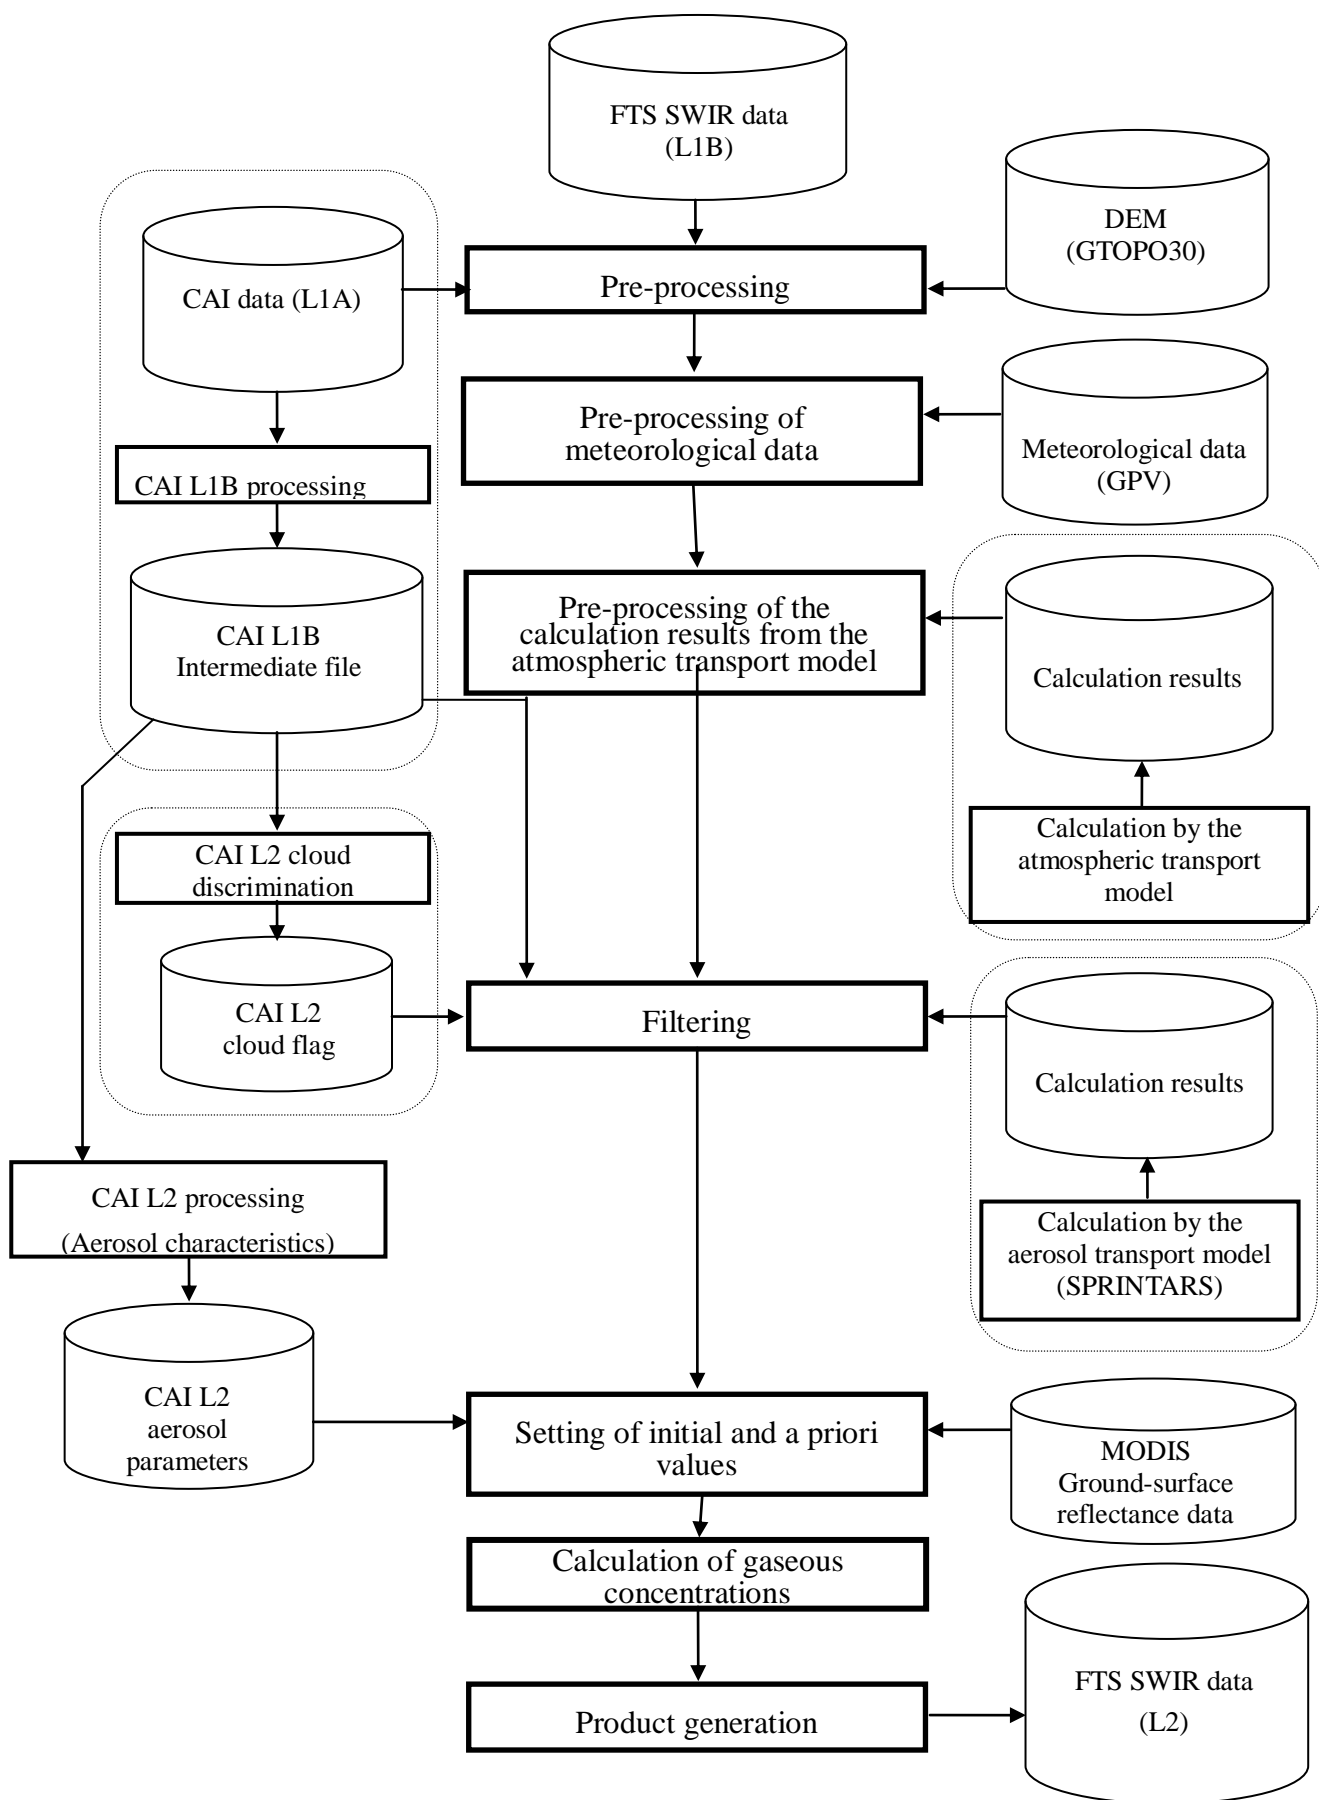 FTS SWIR data
(L1B)
DEM
(GTOPO30)
CAI data (L1A)
Pre-processing
Pre-processing of
meteorological data
Meteorological data
(GPV)
CAI L1B processing
CAI L1B
Intermediate file
Pre-processing of the
calculation results from the
atmospheric transport model
Calculation results
Calculation by the
atmospheric transport
model
CAI L2 cloud
discrimination
CAI L2
cloud flag
Filtering
Calculation results
Calculation by the
aerosol transport model
(SPRINTARS)
CAI L2 processing
(Aerosol characteristics)
CAI L2
aerosol
parameters
Setting of initial and a priori
values
MODIS
Ground-surface
reflectance data
Calculation of gaseous
concentrations
Product generation
FTS SWIR data
(L2)